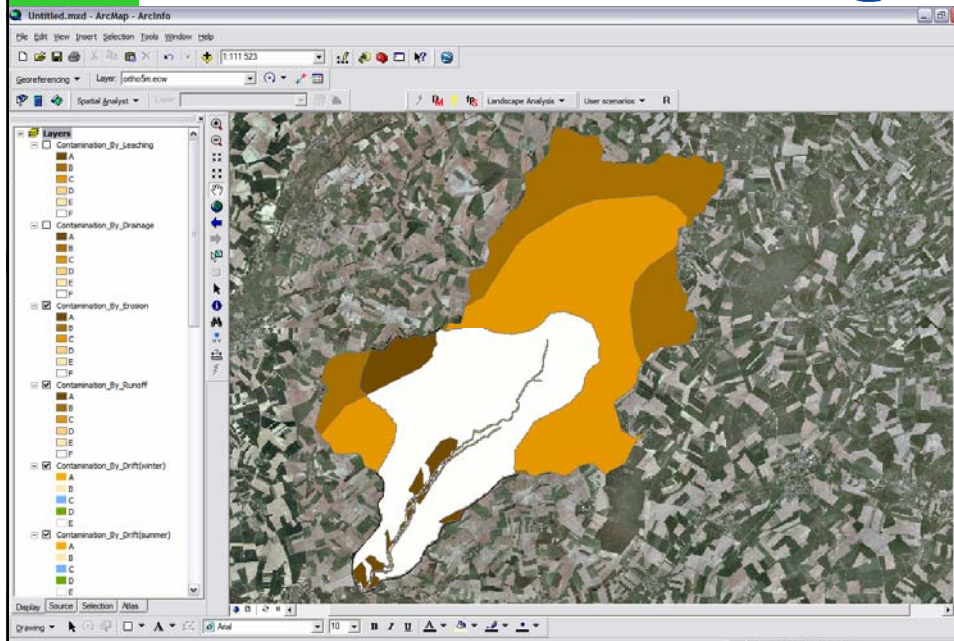 Untitled.mxd - ArcMap - ArcInfo
File Edit View Insert Selection Tools Window Help
1:111 523
Georeferencing Layer: ortho5m.ecw
Spatial Analyst Layer: Landscape Analysis User scenarios R
Layers
Contamination_By_Leaching
A
B
C
D
E
F
Contamination_By_Drainage
A
B
C
D
E
F
Contamination_By_Erosion
A
B
C
D
E
F
Contamination_By_Runoff
A
B
C
D
E
F
Contamination_By_Drift(winter)
A
B
C
D
E
Contamination_By_Drift(summer)
A
B
C
D
E
Display Source Selection Atlas
Drawing A Arial 10 B I U A